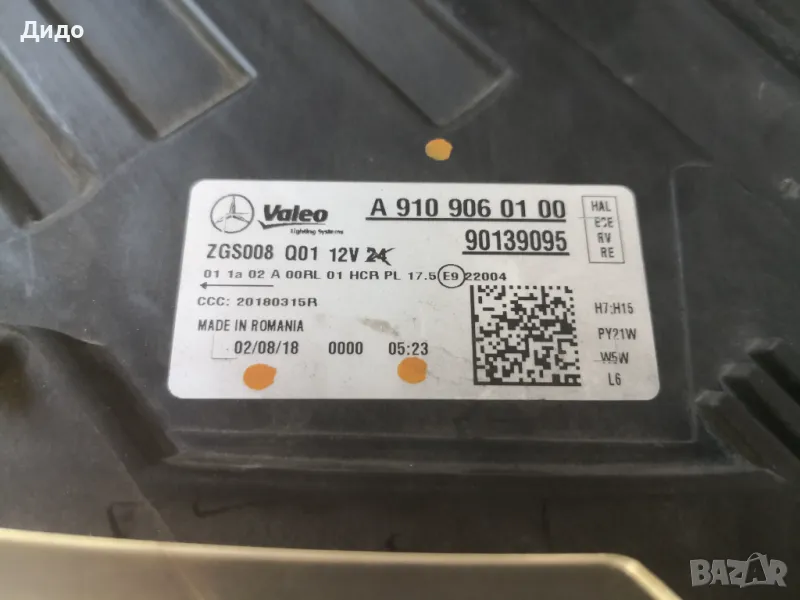 Дидо
Valeo
Lighting Systems
A 910 906 01 00
90139095
HAL
ECE
RV
RE
ZGS008 Q01 12V 24
01 1a 02 A 00RL 01 HCR PL 17.5 E9 22004
CCC: 20180315R
MADE IN ROMANIA
02/08/18 0000 05:23
H7:H15
PY21W
W5W
L6
BAZAR